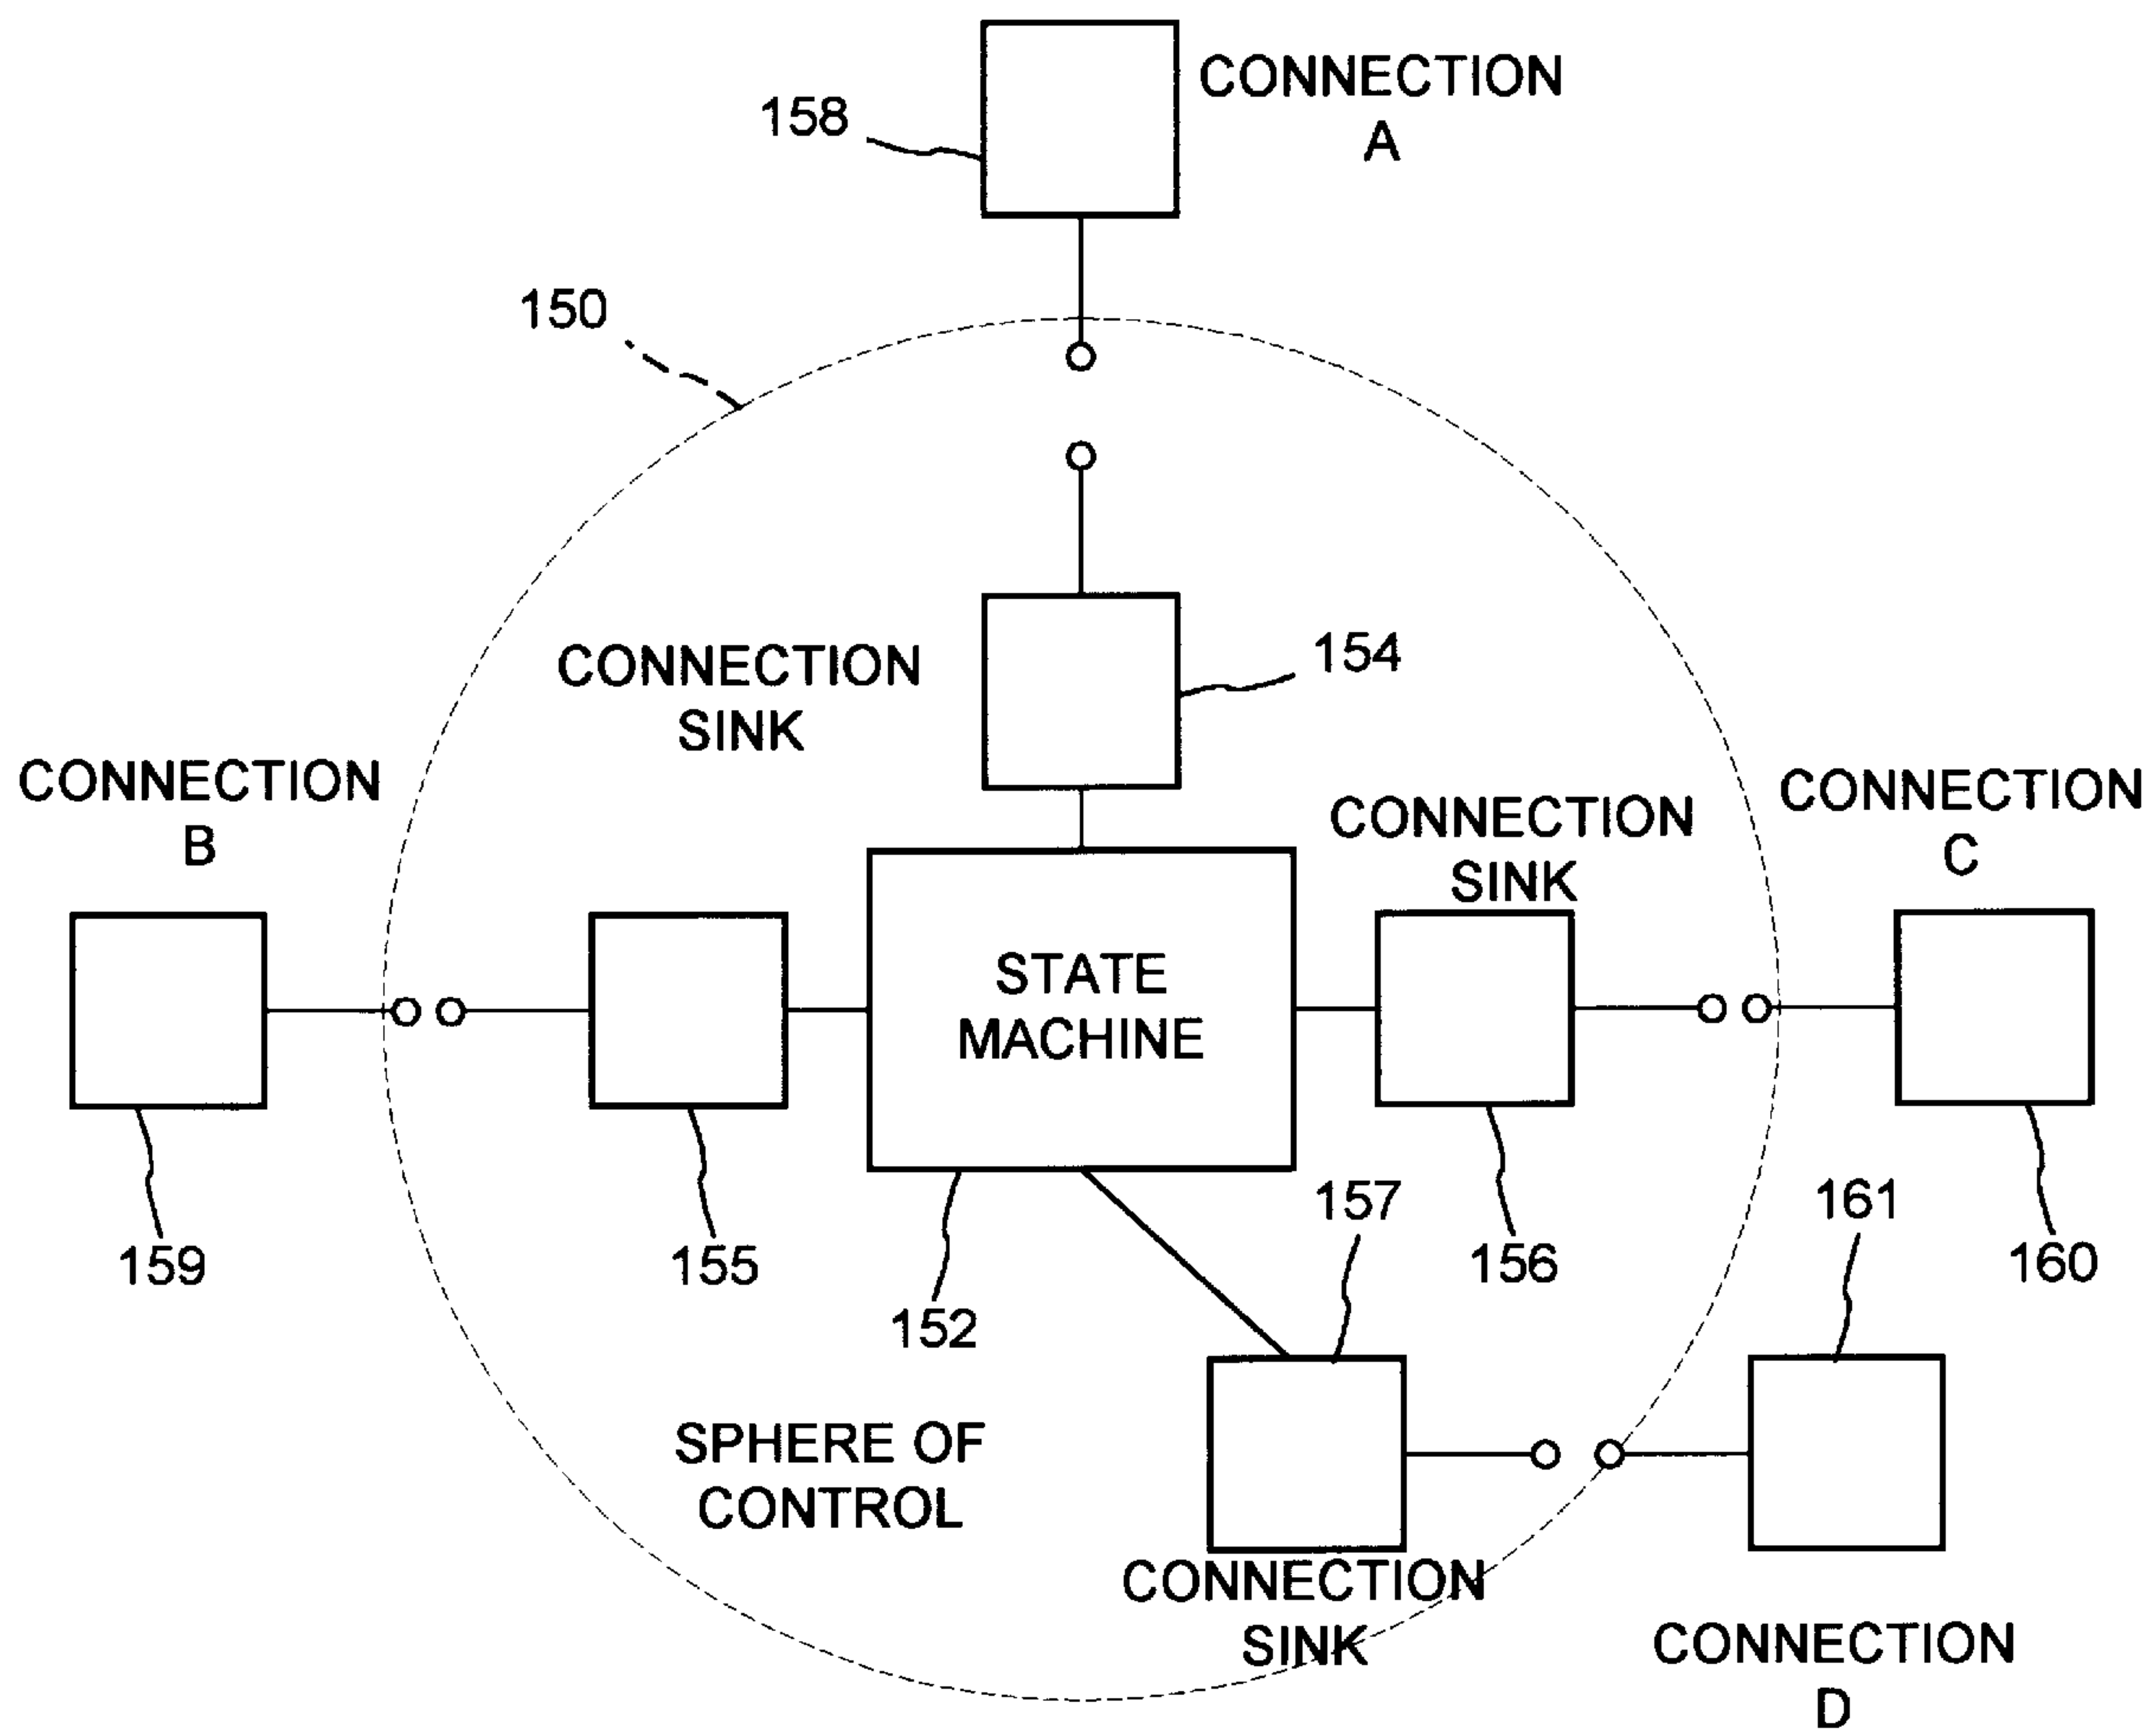 CONNECTION
A
158
150
154
CONNECTION
SINK
CONNECTION
B
CONNECTION
SINK
CONNECTION
C
STATE
MACHINE
159
155
152
157
156
161
160
SPHERE OF
CONTROL
CONNECTION
SINK
CONNECTION
D